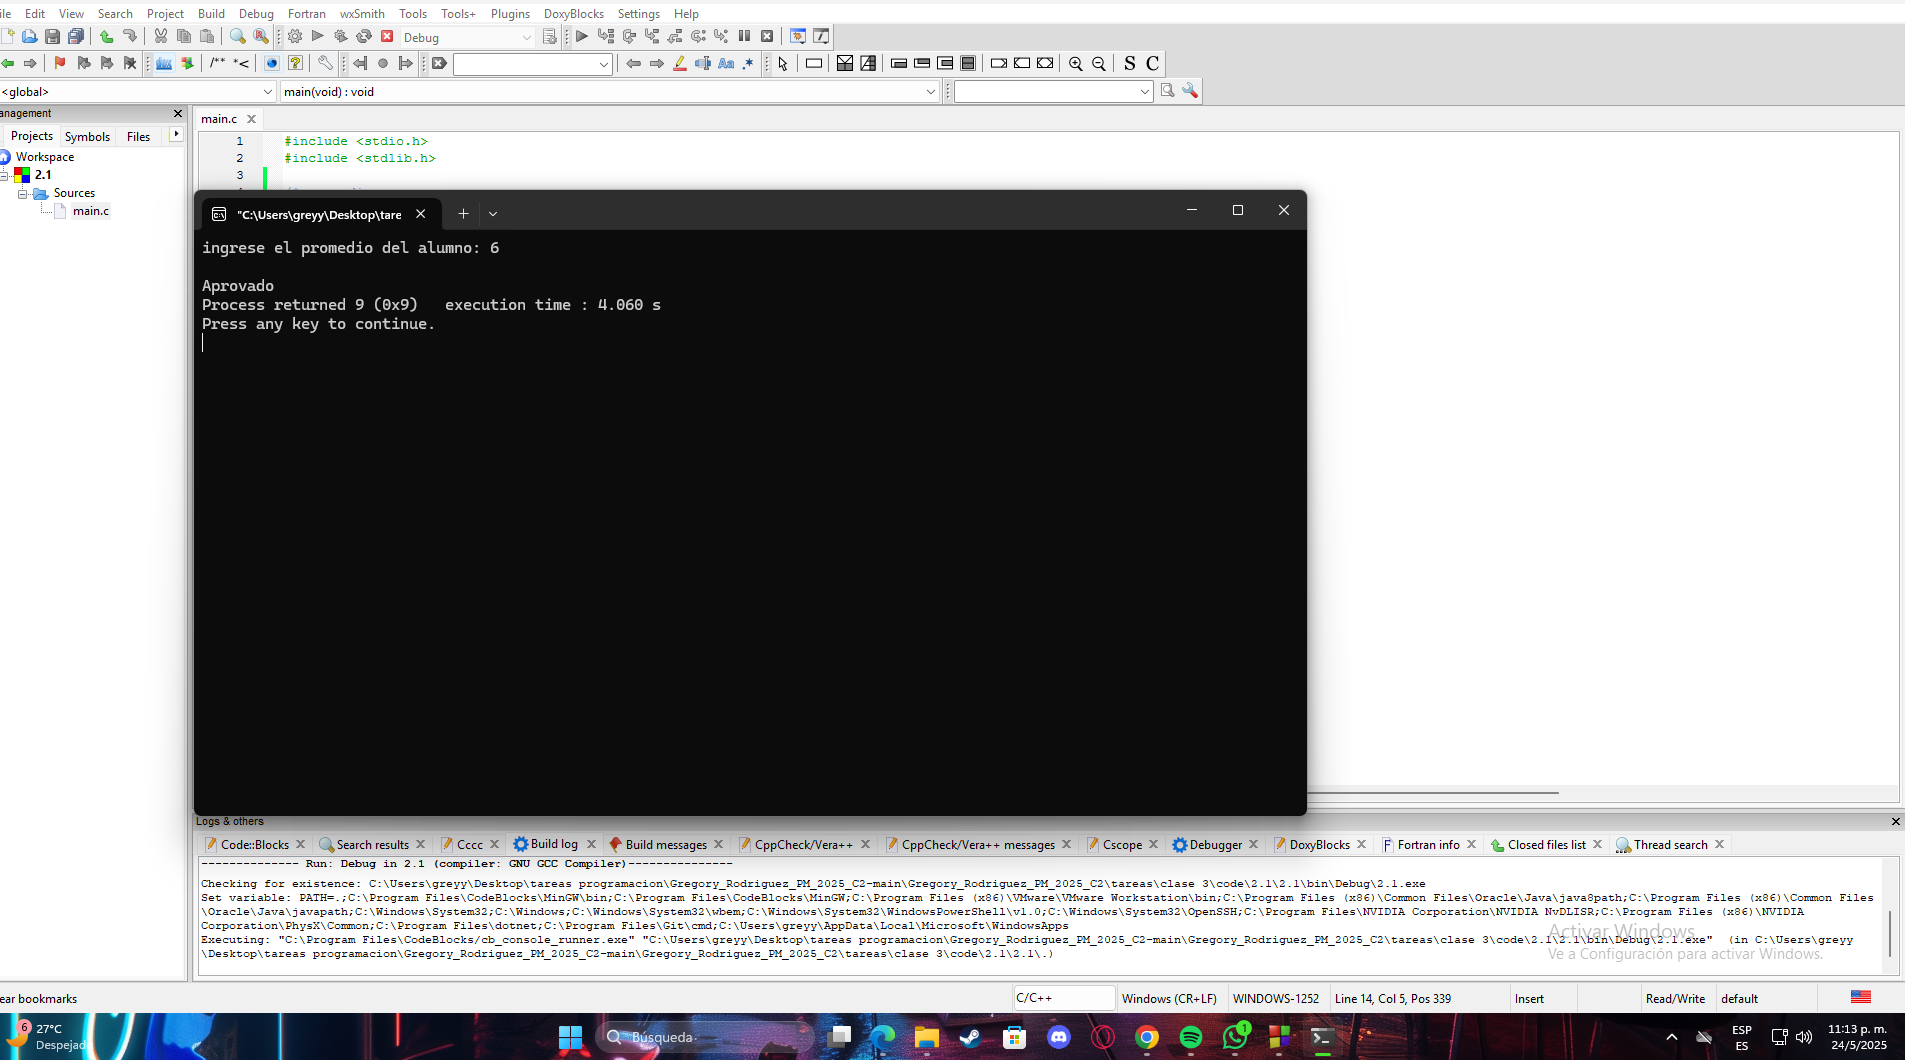 ile Edit View Search Project Build Debug Fortran wxSmith Tools Tools+ Plugins DoxyBlocks Settings Help
Debug
/** *<
Aa .* S C
<global> main(void) : void
anagement
main.c
Projects Symbols Files
1 #include <stdio.h>
2 #include <stdlib.h>
3
Workspace
2.1
Sources
main.c
"C:\Users\greyy\Desktop\tare
ingrese el promedio del alumno: 6
Aprovado
Process returned 9 (0x9) execution time : 4.060 s
Press any key to continue.
Logs & others
Code::Blocks Search results Cccc Build log Build messages CppCheck/Vera++ CppCheck/Vera++ messages Cscope Debugger DoxyBlocks Fortran info Closed files list Thread search
-------------- Run: Debug in 2.1 (compiler: GNU GCC Compiler)---------------
Checking for existence: C:\Users\greyy\Desktop\tareas programacion\Gregory_Rodriguez_PM_2025_C2-main\Gregory_Rodriguez_PM_2025_C2\tareas\clase 3\code\2.1\2.1\bin\Debug\2.1.exe
Set variable: PATH=.;C:\Program Files\CodeBlocks\MinGW\bin;C:\Program Files\CodeBlocks\MinGW;C:\Program Files (x86)\VMware\VMware Workstation\bin;C:\Program Files (x86)\Common Files\Oracle\Java\java8path;C:\Program Files (x86)\Common Files
\Oracle\Java\javapath;C:\Windows\System32;C:\Windows;C:\Windows\System32\wbem;C:\Windows\System32\WindowsPowerShell\v1.0;C:\Windows\System32\OpenSSH;C:\Program Files\NVIDIA Corporation\NVIDIA NvDLISR;C:\Program Files (x86)\NVIDIA
Corporation\PhysX\Common;C:\Program Files\dotnet;C:\Program Files\Git\cmd;C:\Users\greyy\AppData\Local\Microsoft\WindowsApps
Executing: "C:\Program Files\CodeBlocks/cb_console_runner.exe" "C:\Users\greyy\Desktop\tareas programacion\Gregory_Rodriguez_PM_2025_C2-main\Gregory_Rodriguez_PM_2025_C2\tareas\clase 3\code\2.1\2.1\bin\Debug\2.1.exe" (in C:\Users\greyy
\Desktop\tareas programacion\Gregory_Rodriguez_PM_2025_C2-main\Gregory_Rodriguez_PM_2025_C2\tareas\clase 3\code\2.1\2.1\.)
Activar Windows
Ve a Configuración para activar Windows.
ear bookmarks C/C++ Windows (CR+LF) WINDOWS-1252 Line 14, Col 5, Pos 339 Insert Read/Write default
6 27°C
Despejad
Búsqueda
1
ESP
ES
11:13 p. m.
24/5/2025